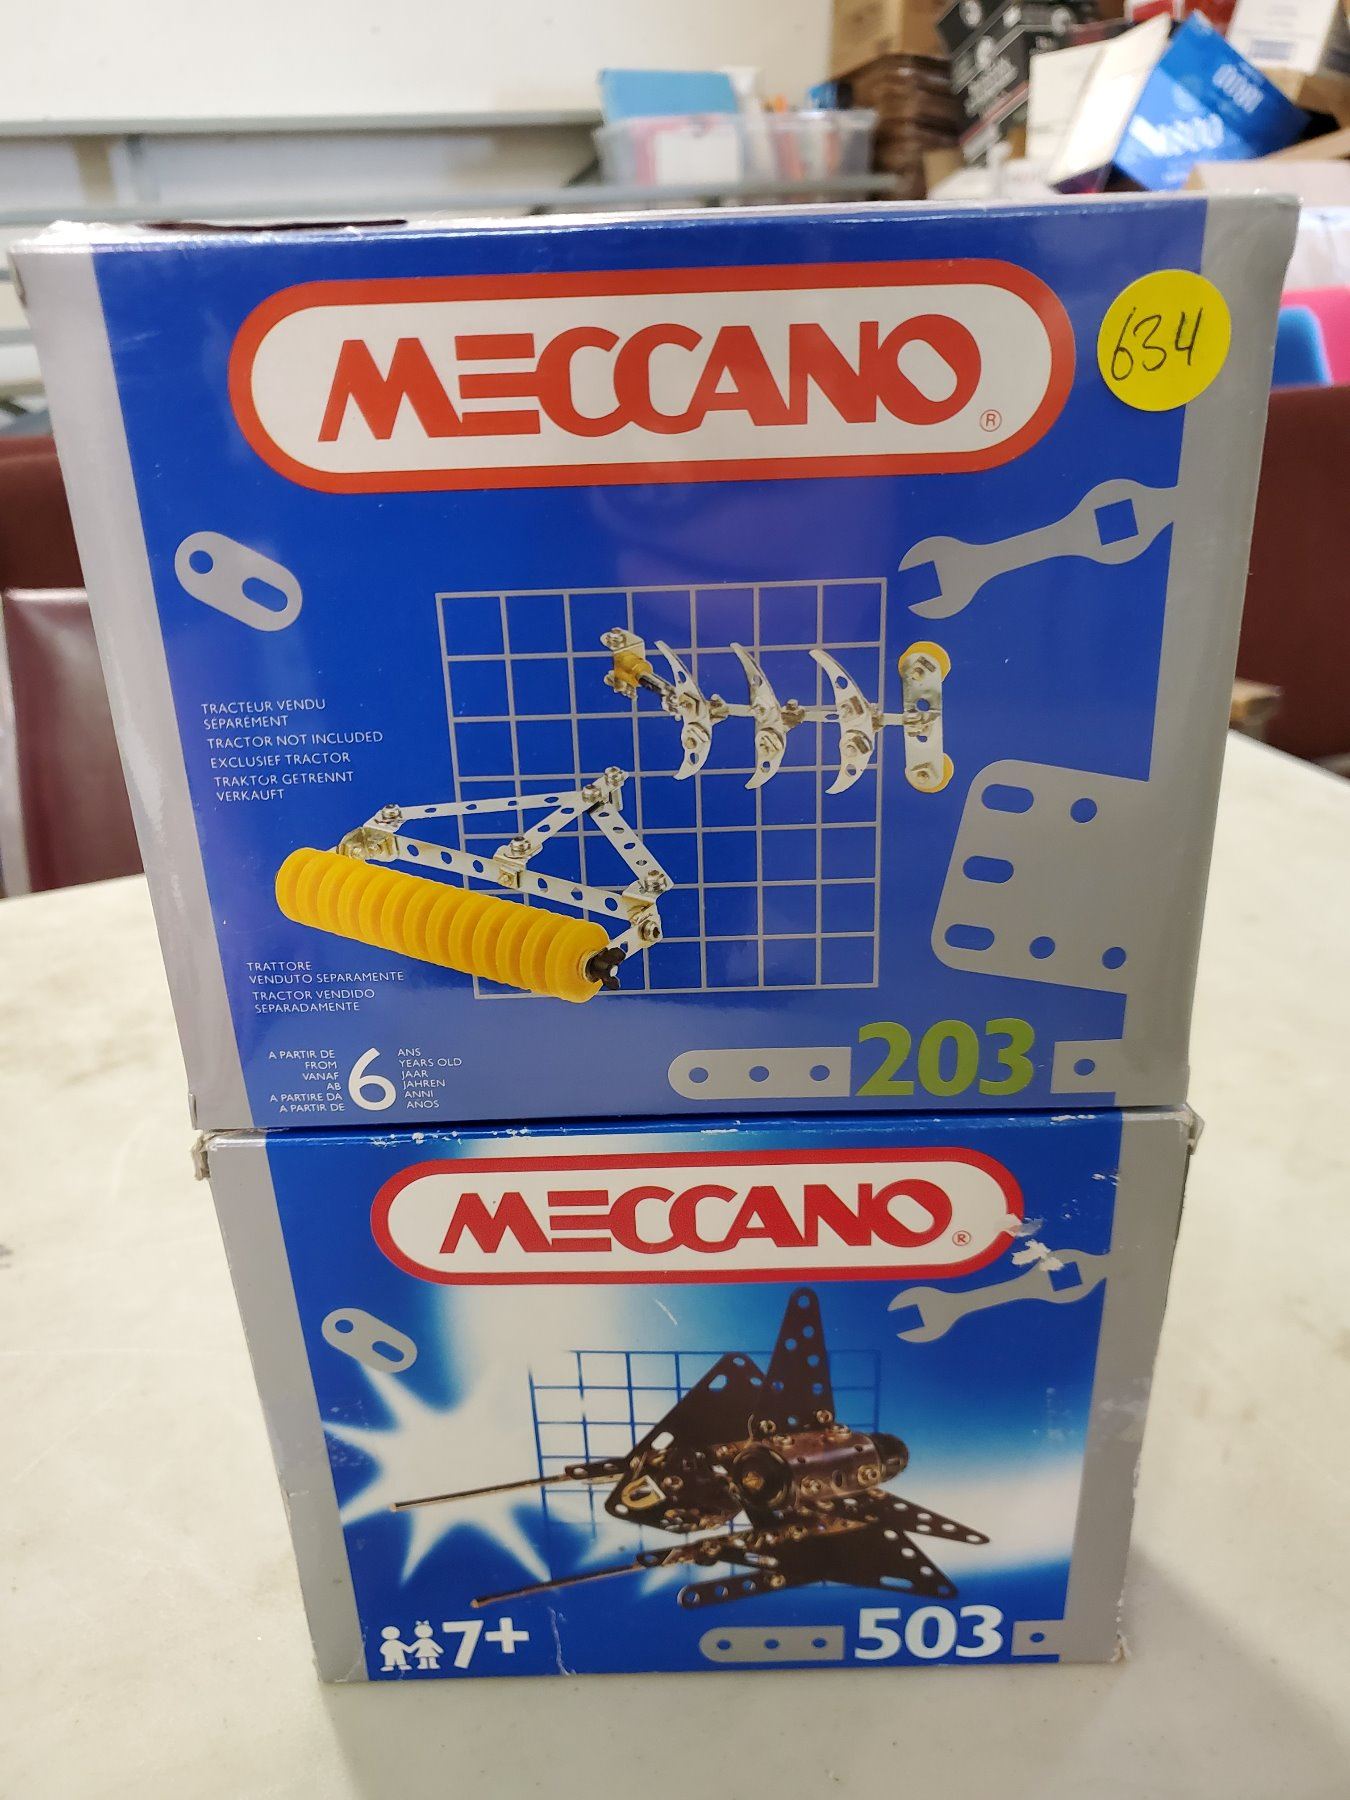 MECCANO®
634
TRACTEUR VENDU
SÉPARÉMENT
TRACTOR NOT INCLUDED
EXCLUSIEF TRACTOR
TRAKTOR GETRENNT
VERKAUFT
TRATTORE
VENDUTO SEPARAMENTE
TRACTOR VENDIDO
SEPARADAMENTE
A PARTIR DE
FROM
VANAF
AB
A PARTIRE DA
A PARTIR DE
6
ANS
YEARS OLD
JAAR
JAHREN
ANNI
ANOS
203
MECCANO®
7+
503